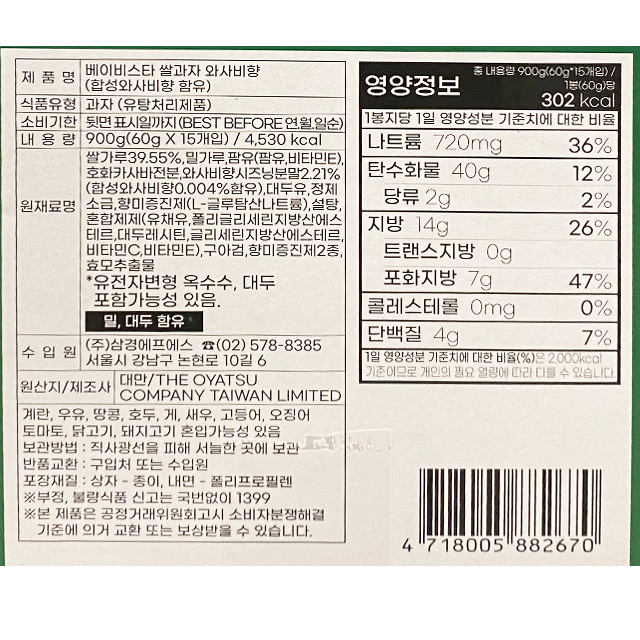 제 품 명 베이비스타 쌀과자 와사비향
(합성와사비향 함유)
식품유형 과자 (유탕처리제품)
소비기한 뒷면 표시일까지(BEST BEFORE 연,월,일순)
내 용 량 900g(60g X 15개입) / 4,530 kcal
원재료명 쌀가루39.55%,밀가루,팜유(팜유,비타민E),
호화카사바전분,와사비시즈닝분말2.21%
(합성와사비향0.004%함유),대두유,정제
소금,향미증진제(L-글루탐산나트륨),설탕,
혼합제제(유채유,폴리글리세린지방산에스
테르,대두레시틴,글리세린지방산에스테르,
비타민C,비타민E),구아검,향미증진제2종,
효모추출물
*유전자변형 옥수수, 대두
포함가능성 있음.
밀, 대두 함유
수 입 원 (주)삼경에프에스 ☎(02) 578-8385
서울시 강남구 논현로 10길 6
원산지/제조사 대만/THE OYATSU
COMPANY TAIWAN LIMITED
계란, 우유, 땅콩, 호두, 게, 새우, 고등어, 오징어
토마토, 닭고기, 돼지고기 혼입가능성 있음
보관방법 : 직사광선을 피해 서늘한 곳에 보관
반품교환 : 구입처 또는 수입원
포장재질 : 상자 - 종이, 내면 - 폴리프로필렌
※부정, 불량식품 신고는 국번없이 1399
※본 제품은 공정거래위원회고시 소비자분쟁해결
기준에 의거 교환 또는 보상받을 수 있습니다.
영양정보 총 내용량 900g(60g*15개입) /
1봉(60g)당
302 kcal
1봉지당 1일 영양성분 기준치에 대한 비율
나트륨 720mg 36%
탄수화물 40g 12%
당류 2g 2%
지방 14g 26%
트랜스지방 0g
포화지방 7g 47%
콜레스테롤 0mg 0%
단백질 4g 7%
1일 영양성분 기준치에 대한 비율(%)은 2,000kcal
기준이므로 개인의 필요 열량에 따라 다를 수 있습니다.
4 718005 882670